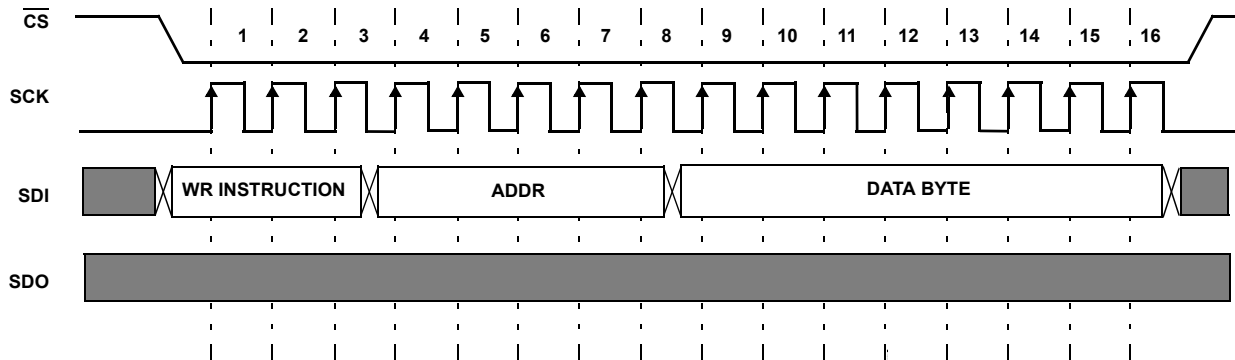 CS
1 2 3 4 5 6 7 8 9 10 11 12 13 14 15 16
SCK
SDI
WR INSTRUCTION
ADDR
DATA BYTE
SDO